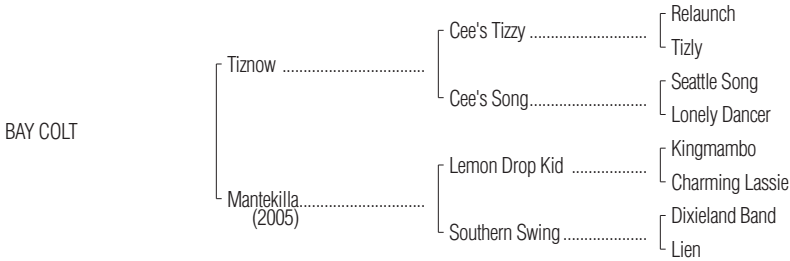 Relaunch
Cee's Tizzy ..........................
Tizly
Tiznow ................................
Seattle Song
Cee's Song..........................
Lonely Dancer
BAY COLT
Kingmambo
Lemon Drop Kid .................
Charming Lassie
Mantekilla............................
(2005)
Dixieland Band
Southern Swing ...................
Lien